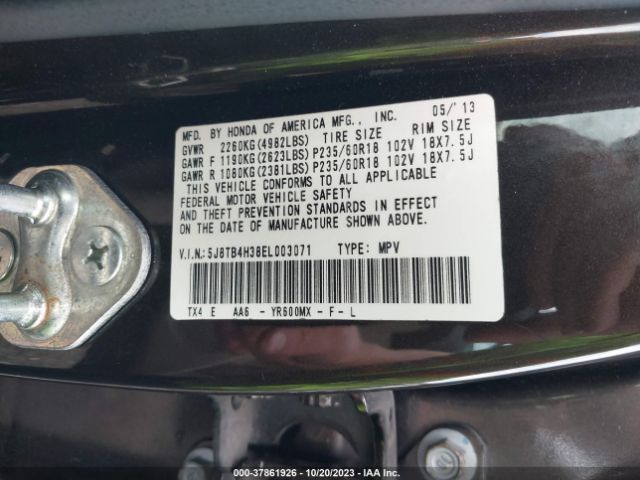 MFD. BY HONDA OF AMERICA MFG., INC. 05/'13
GVWR 2260KG(4982LBS) TIRE SIZE RIM SIZE
GAWR F 1190KG(2623LBS)P235/60R18 102V 18X7.5J
GAWR R 1080KG(2381LBS)P235/60R18 102V 18X7.5J
THIS VEHICLE CONFORMS TO ALL APPLICABLE
FEDERAL MOTOR VEHICLE SAFETY
AND THEFT PREVENTION STANDARDS IN EFFECT
ON THE DATE OF MANUFACTURE SHOWN ABOVE.
V.I.N:5J8TB4H38EL003071 TYPE: MPV
TX4 E AA6 - YR600MX - F - L
000-37861926 - 10/20/2023 - IAA Inc.